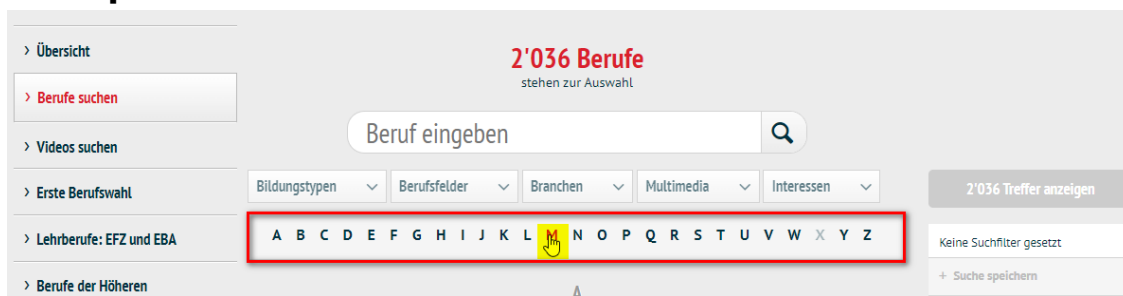 > Übersicht
> Berufe suchen
> Videos suchen
> Erste Berufswahl
> Lehrberufe: EFZ und EBA
> Berufe der Höheren
2'036 Berufe
stehen zur Auswahl
Beruf eingeben
Bildungstypen
Berufsfelder
Branchen
Multimedia
Interessen
2'036 Treffer anzeigen
A B C D E F G H I J K L M N O P Q R S T U V W X Y Z
Keine Suchfilter gesetzt
+ Suche speichern
A